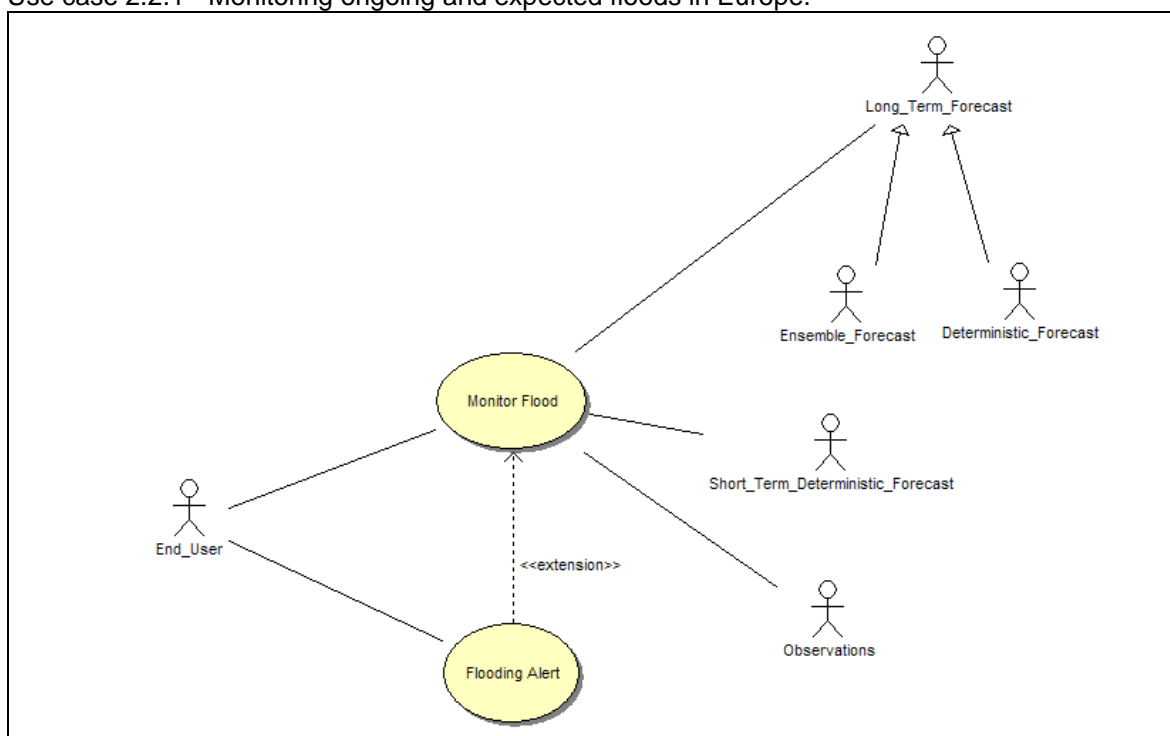 Use case 2.2.1 - Monitoring ongoing and expected floods in Europe.
Long_Term_Forecast
Ensemble_Forecast
Deterministic_Forecast
Monitor Flood
Short_Term_Deterministic_Forecast
End_User
<<extension>>
Observations
Flooding Alert